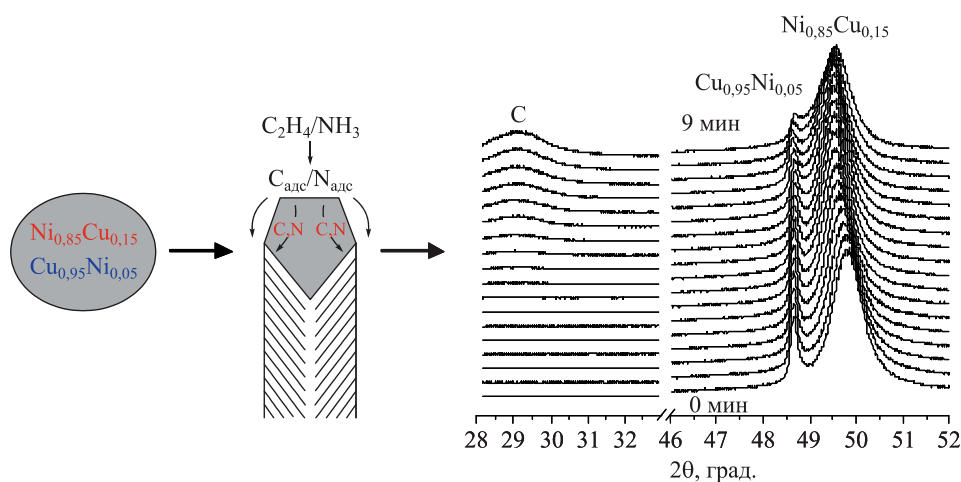 Ni0,85Cu0,15
Cu0,95Ni0,05
C2H4/NH3
Cадс/Nадс
C,N C,N
C
Ni0,85Cu0,15
Cu0,95Ni0,05
9 мин
0 мин
28 29 30 31 32 46 47 48 49 50 51 52
2θ, град.